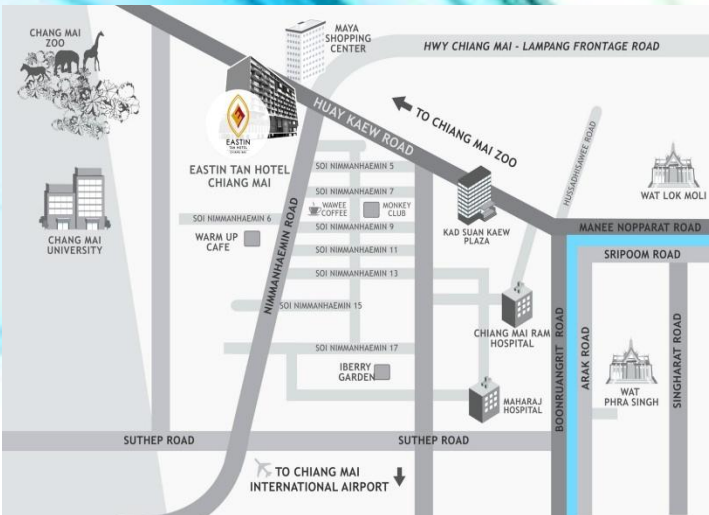 CHANG MAI
ZOO
MAYA
SHOPPING
CENTER
HWY CHIANG MAI - LAMPANG FRONTAGE ROAD
EASTIN
TAN HOTEL
CHIANG MAI
HUAY KAEW ROAD
TO CHIANG MAI ZOO
HUSSADHISAWEE ROAD
EASTIN TAN HOTEL
CHIANG MAI
SOI NIMMANHAEMIN 5
SOI NIMMANHAEMIN 7
WAWEE
COFFEE
MONKEY
CLUB
SOI NIMMANHAEMIN 6
SOI NIMMANHAEMIN 9
WARM UP
CAFE
SOI NIMMANHAEMIN 11
SOI NIMMANHAEMIN 13
SOI NIMMANHAEMIN 15
SOI NIMMANHAEMIN 17
NIMMANHAEMIN ROAD
KAD SUAN KAEW
PLAZA
WAT LOK MOLI
CHANG MAI
UNIVERSITY
MANEE NOPPARAT ROAD
SRIPOOM ROAD
CHIANG MAI RAM
HOSPITAL
IBERRY
GARDEN
MAHARAJ
HOSPITAL
BOONRUANGRIT ROAD
ARAK ROAD
WAT
PHRA SINGH
SINGHARAT ROAD
SUTHEP ROAD
SUTHEP ROAD
TO CHIANG MAI
INTERNATIONAL AIRPORT